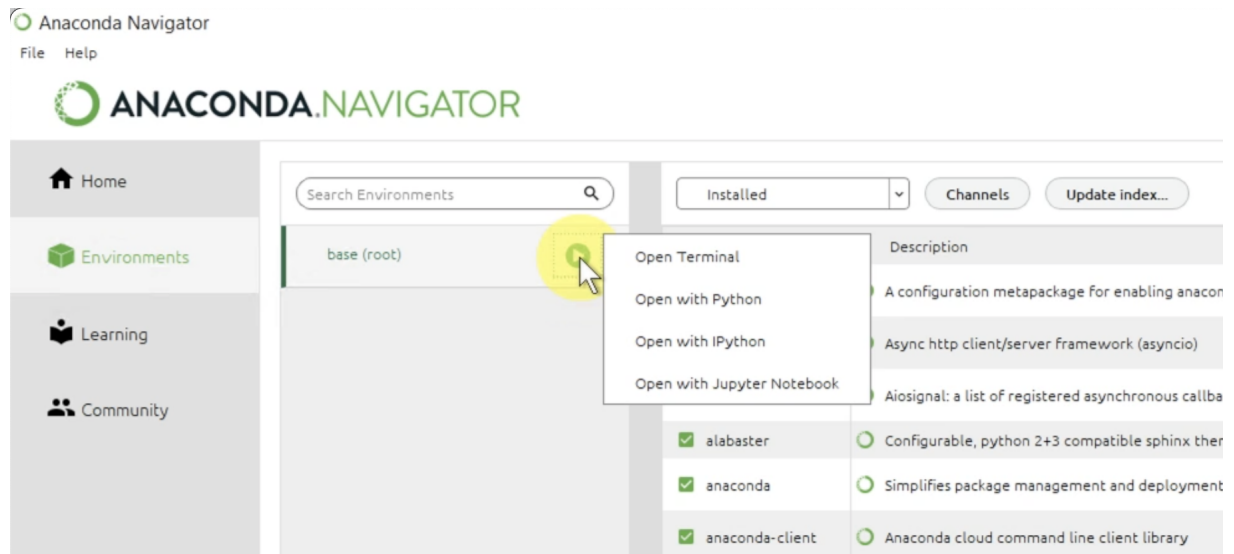 Anaconda Navigator
File Help
ANACONDA.NAVIGATOR
Home
Environments
Learning
Community
Search Environments
base (root)
Open Terminal
Open with Python
Open with IPython
Open with Jupyter Notebook
Installed
Channels
Update index...
Description
A configuration metapackage for enabling anacon
Async http client/server framework (asyncio)
Aiosignal: a list of registered asynchronous callba
alabaster Configurable, python 2+3 compatible sphinx ther
anaconda Simplifies package management and deployment
anaconda-client Anaconda cloud command line client library